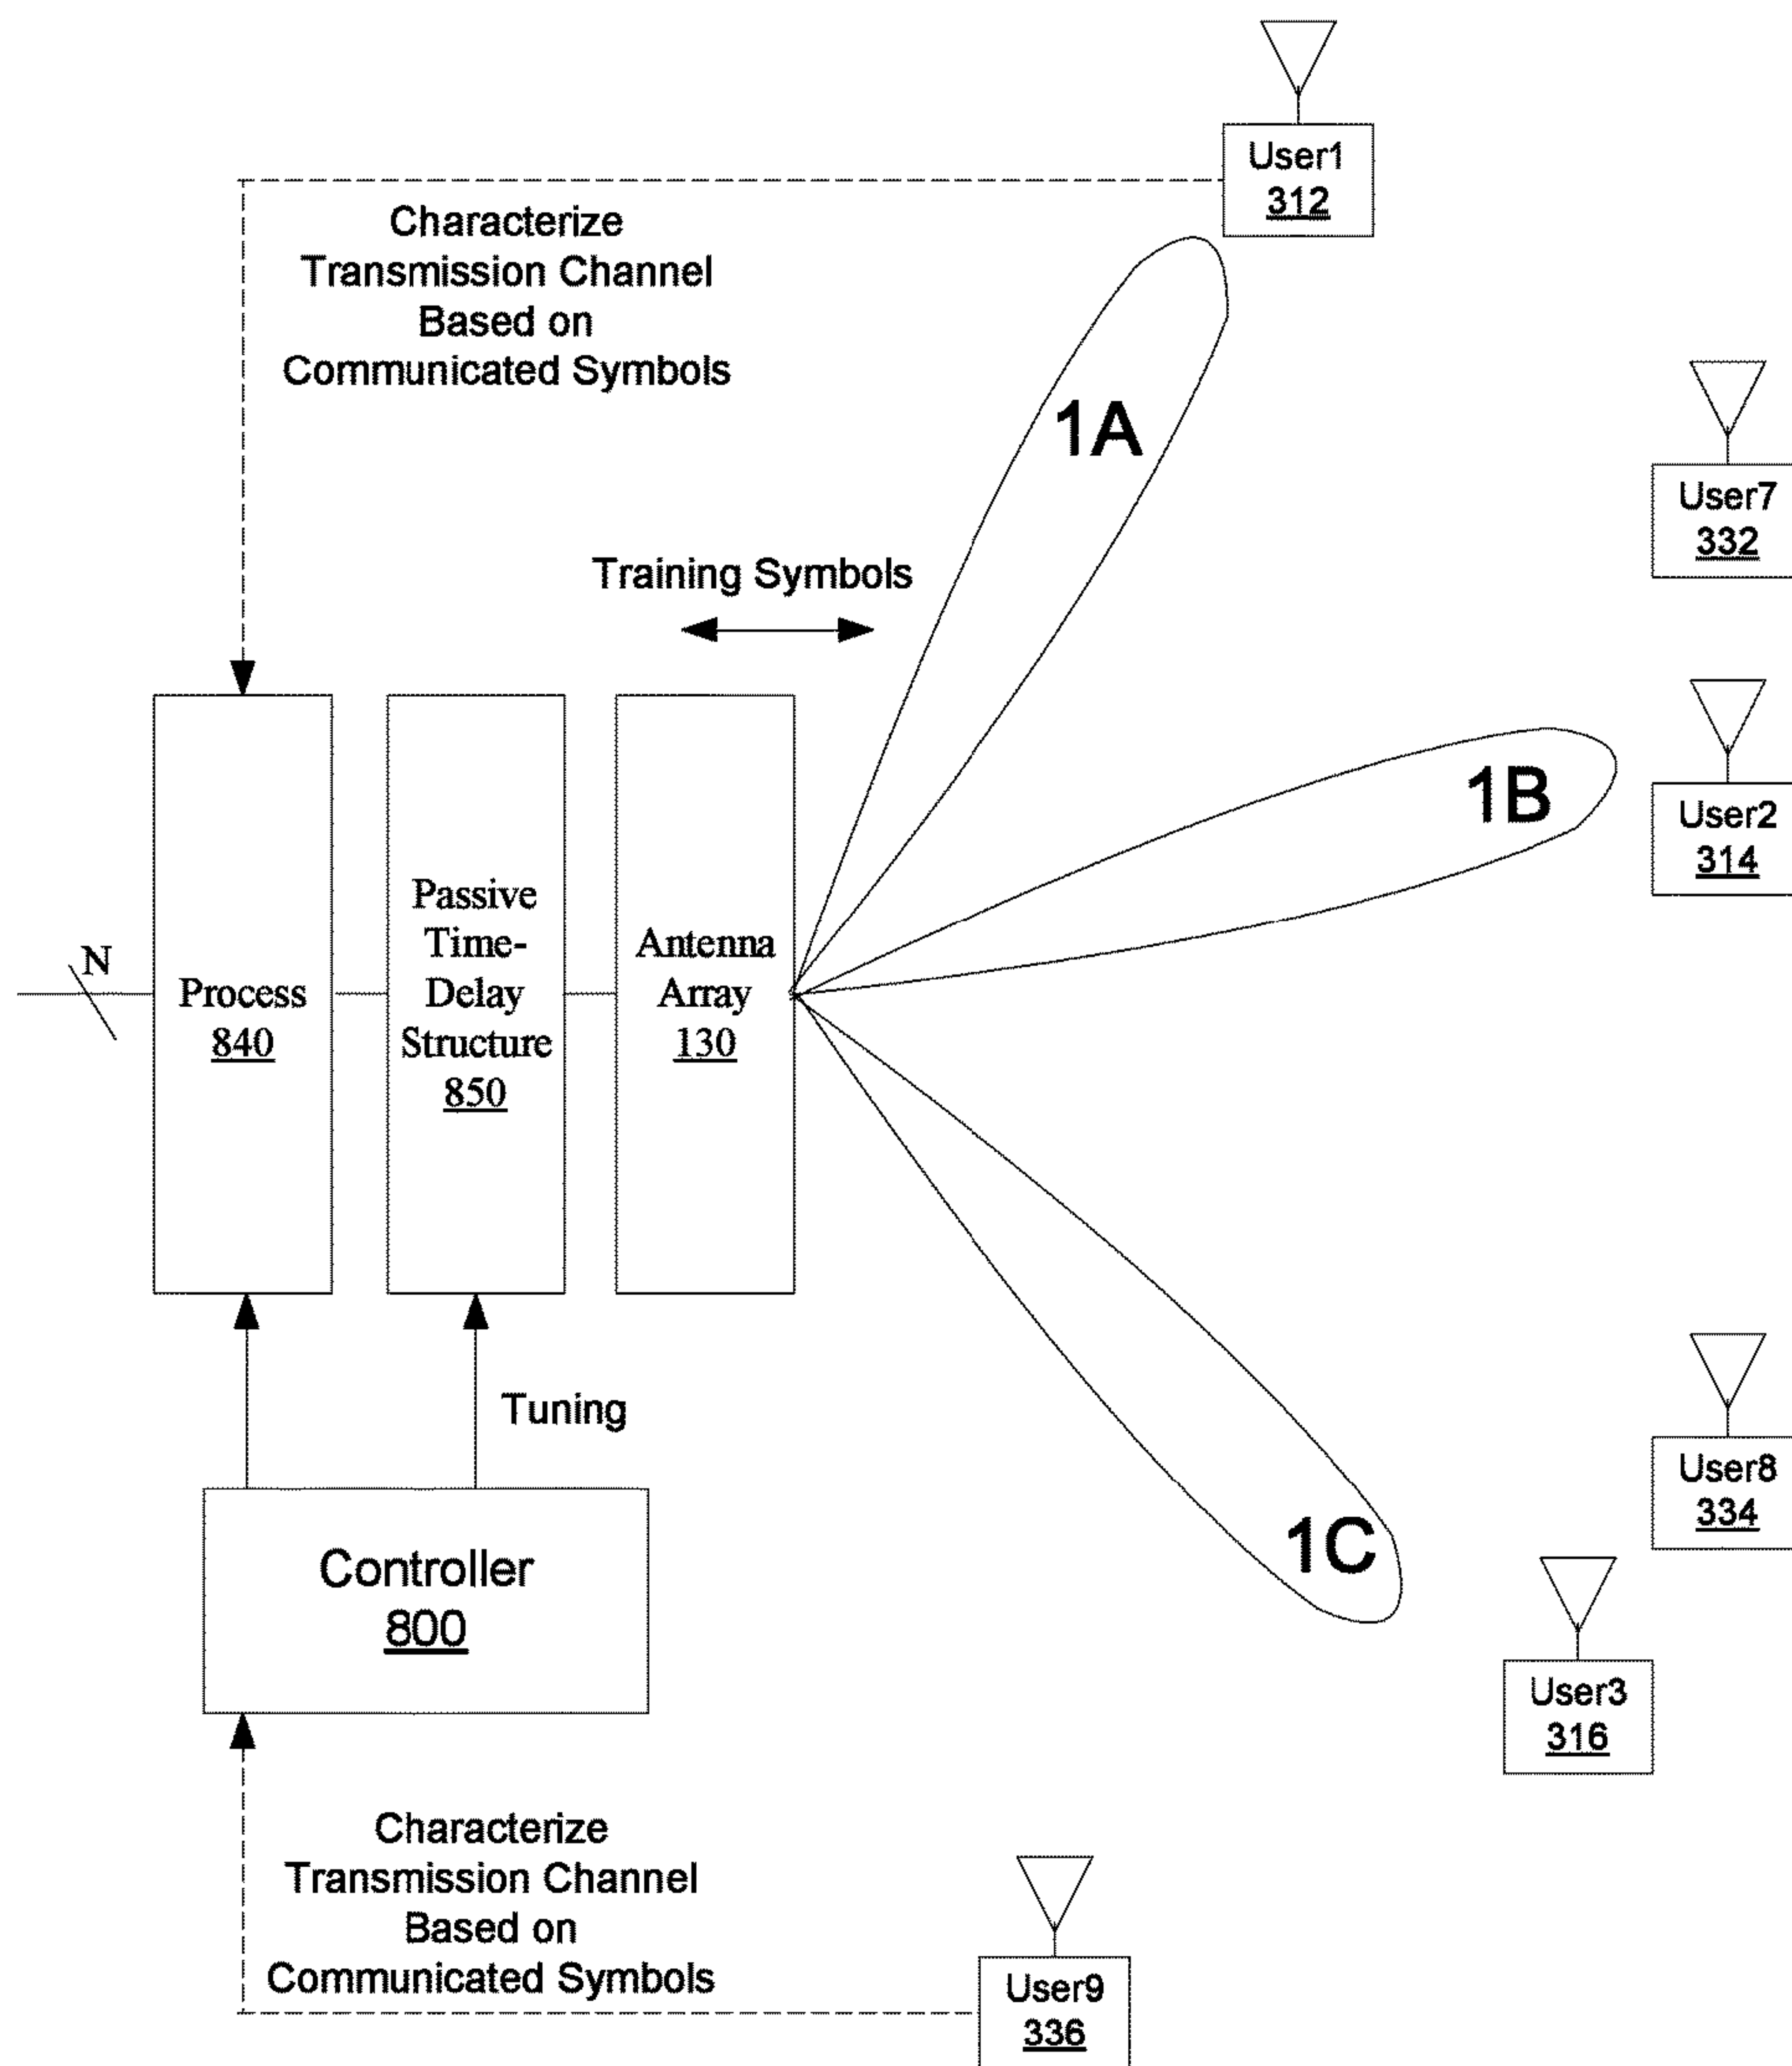 User1
312
Characterize
Transmission Channel
Based on
Communicated Symbols
1A
User7
332
Training Symbols
1B
User2
314
N
Process
840
Passive
Time-
Delay
Structure
850
Antenna
Array
130
Tuning
Controller
800
1C
User8
334
User3
316
Characterize
Transmission Channel
Based on
Communicated Symbols
User9
336